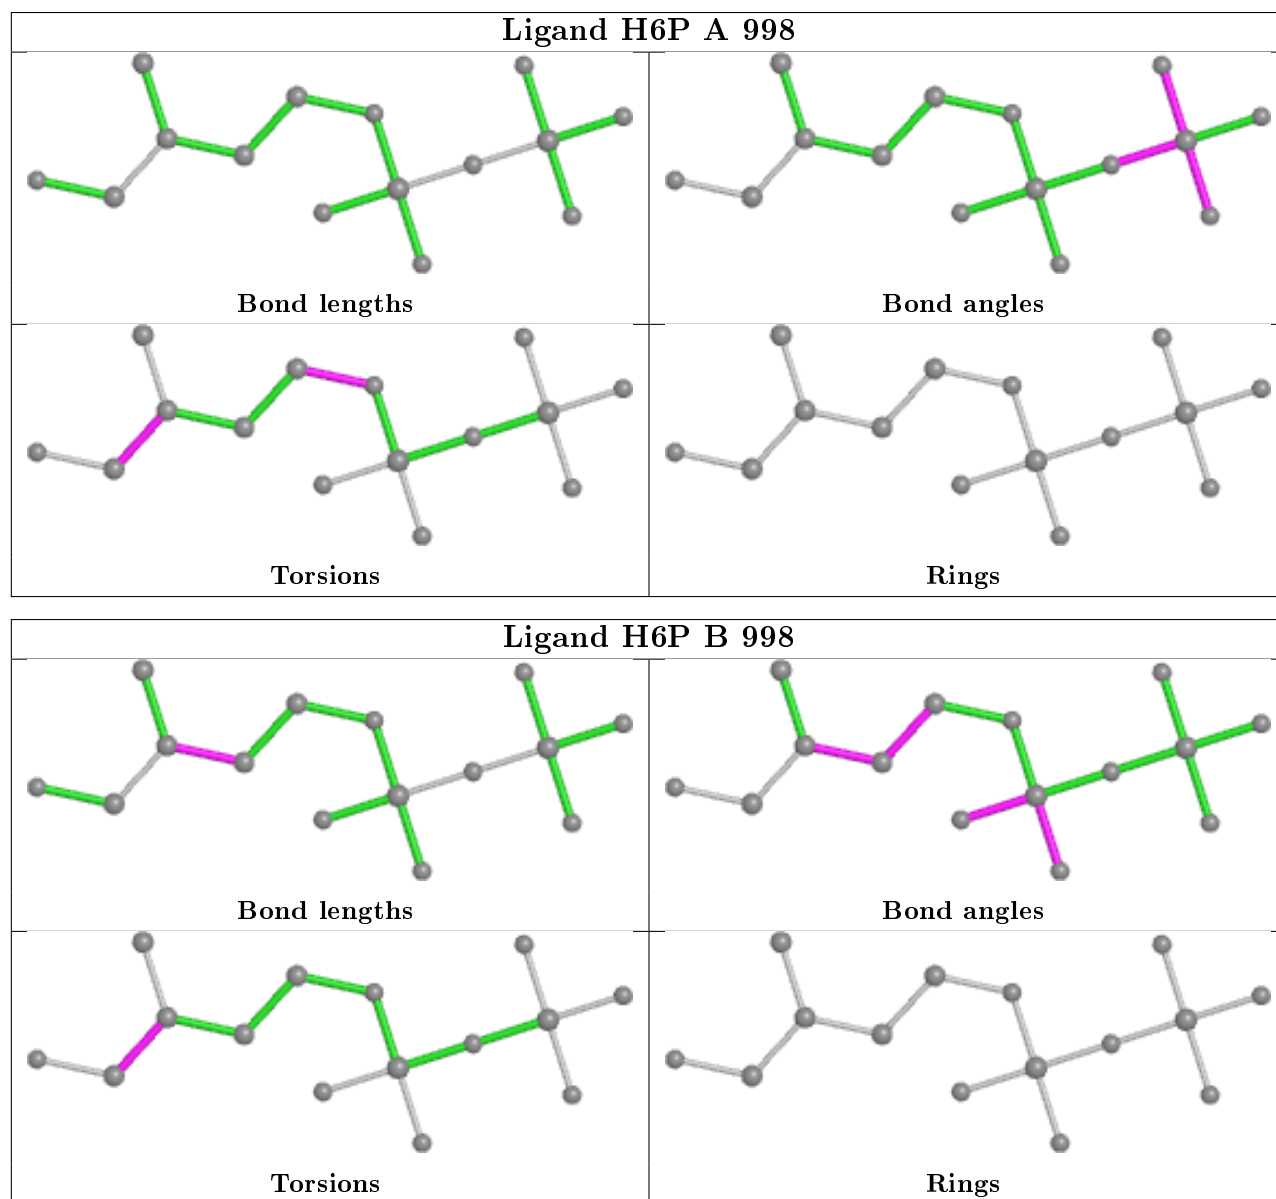 Ligand H6P A 998
Bond lengths
Bond angles
Torsions
Rings
Ligand H6P B 998
Bond lengths
Bond angles
Torsions
Rings